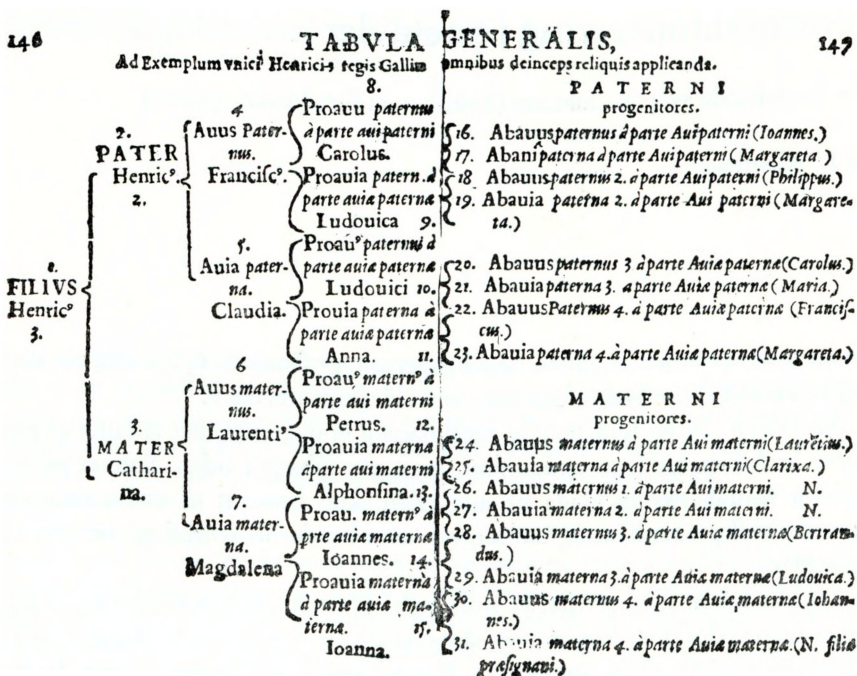 146 TABVLA GENERALIS, 147
Ad Exemplum vnici Henrici 3 regis Galliæ omnibus deinceps reliquis applicanda.
8.
Proauu paternus
à parte aui paterni
Carolus.
4
Auus Pater-
nus.
Francisc⁹.
Proauia patern. à
parte auiæ paternæ
Ludouica 9.
2.
PATER
Henric⁹.
2.
5.
Auia pater-
na.
Claudia.
Proau⁹ paternus à
parte auiæ paternæ
Ludouici 10.
Prouia paterna à
parte auiæ paternæ
Anna. 11.
1.
FILIVS
Henric⁹
3.
6
Auus mater-
nus.
Laurenti⁹
Proau⁹ matern⁹ à
parte aui materni
Petrus. 12.
Proauia materna
à parte aui materni
Alphonsina. 13.
3.
MATER
Cathari-
na.
7.
Auia mater-
na.
Magdalena
Proau. matern⁹ à
prte auiæ maternæ
Ioannes. 14.
Proauia materna
à parte auiæ ma-
ternæ. 15.
Ioanna.
PATERNI
progenitores.
16. Abauus paternus à parte Aui paterni (Ioannes.)
17. Abani paterna à parte Aui paterni (Margareta.)
18 Abauus paternus 2. à parte Aui paterni (Philippus.)
19. Abauia paterna 2. à parte Aui paterni (Margare-
ta.)
20. Abauus paternus 3 à parte Auiæ paternæ (Carolus.)
21. Abauia paterna 3. a parte Auiæ paternæ (Maria.)
22. Abauus Paternus 4. à parte Auiæ paternæ (Francis-
cus.)
23. Abauia paterna 4. à parte Auiæ paternæ (Margareta.)
MATERNI
progenitores.
24. Abauus maternus à parte Aui materni (Laurẽtius.)
25. Abauia materna à parte Aui materni (Clarixa.)
26. Abauus maternus 1. à parte Aui materni. N.
27. Abauia materna 2. à parte Aui materni. N.
28. Abauus maternus 3. à parte Auiæ maternæ (Bertran-
dus.)
29. Abauia materna 3. à parte Auiæ maternæ (Ludouica.)
30. Abauus maternus 4. à parte Auiæ maternæ (Iohan-
nes.)
31. Abauia materna 4. à parte Auiæ maternæ. (N. filia
præsignani.)